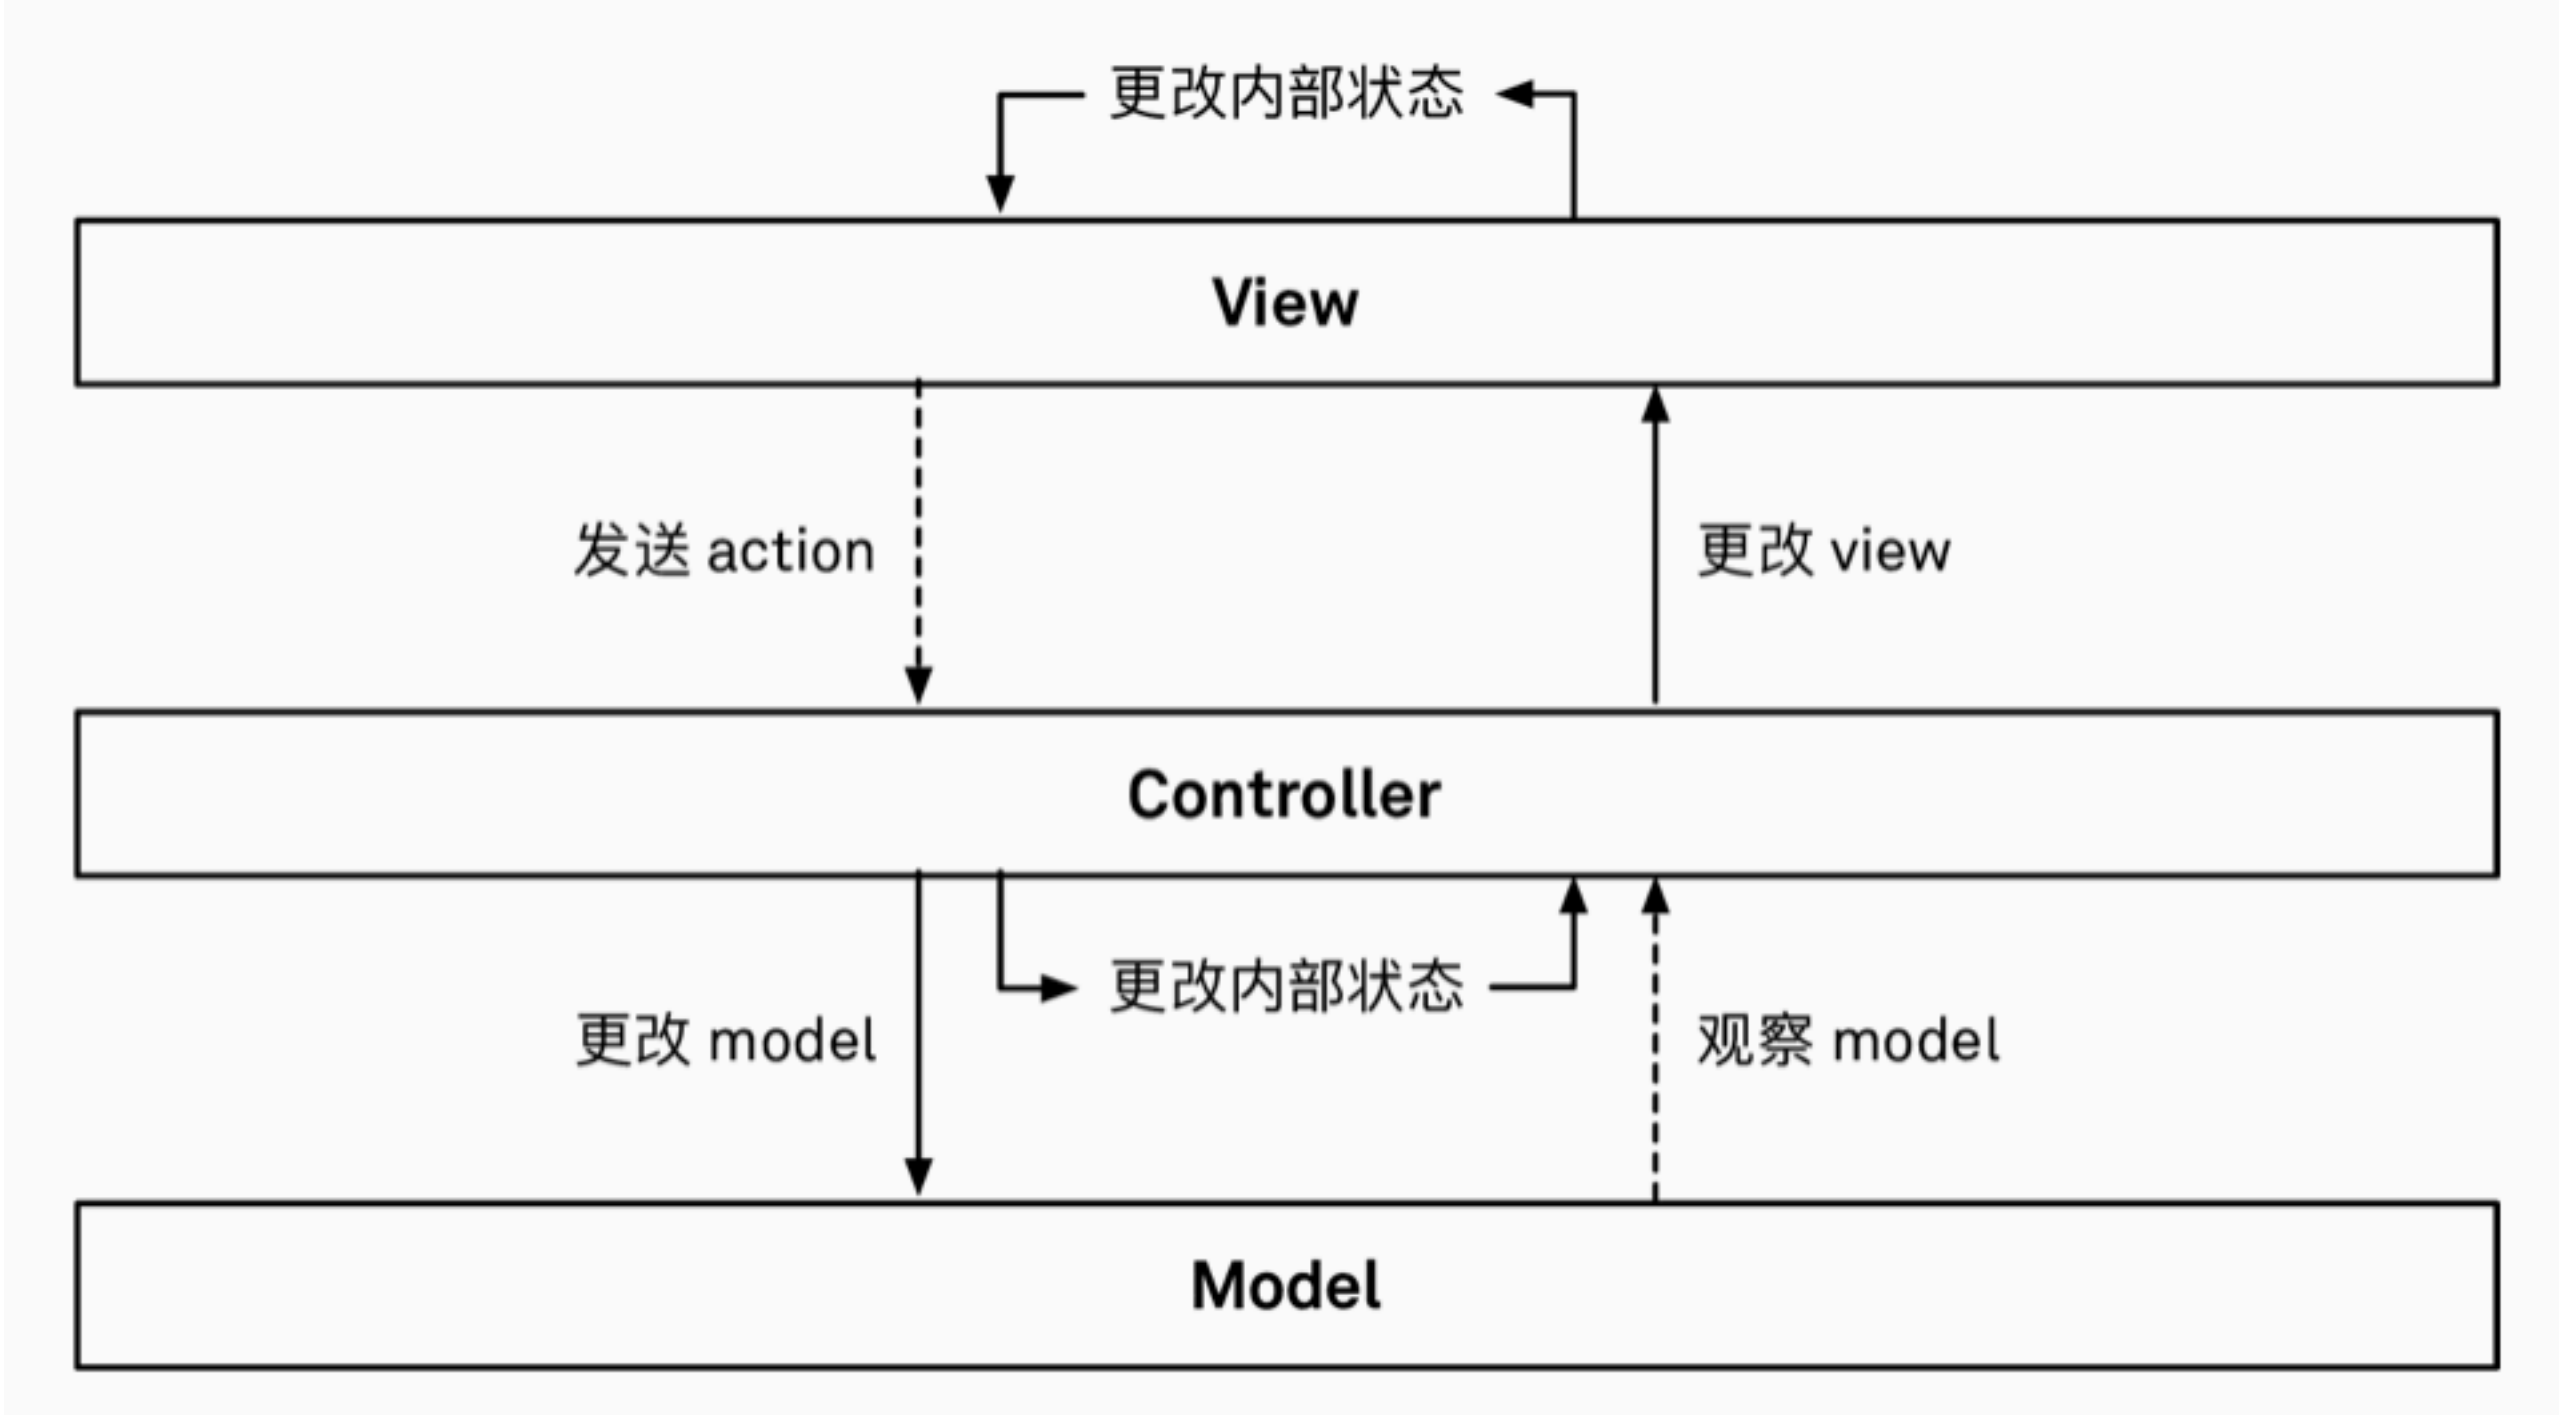 更改内部状态
View
发送 action
更改 view
Controller
更改内部状态
更改 model
观察 model
Model